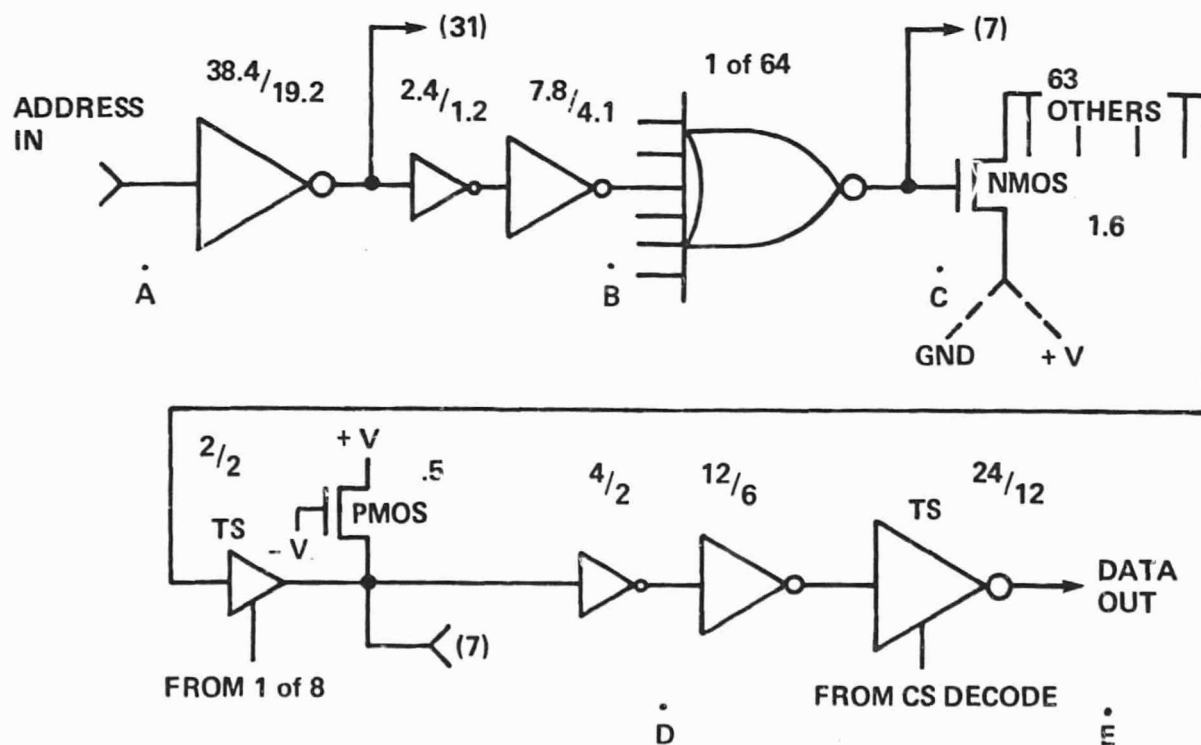 (31)
(7)
38.4/19.2
2.4/1.2
7.8/4.1
1 of 64
63
OTHERS
ADDRESS
IN
NMOS
1.6
A
B
C
GND
+ V
2/2
+ V
.5
4/2
12/6
24/12
TS
PMOS
TS
- V
DATA
OUT
(7)
FROM 1 of 8
FROM CS DECODE
D
E